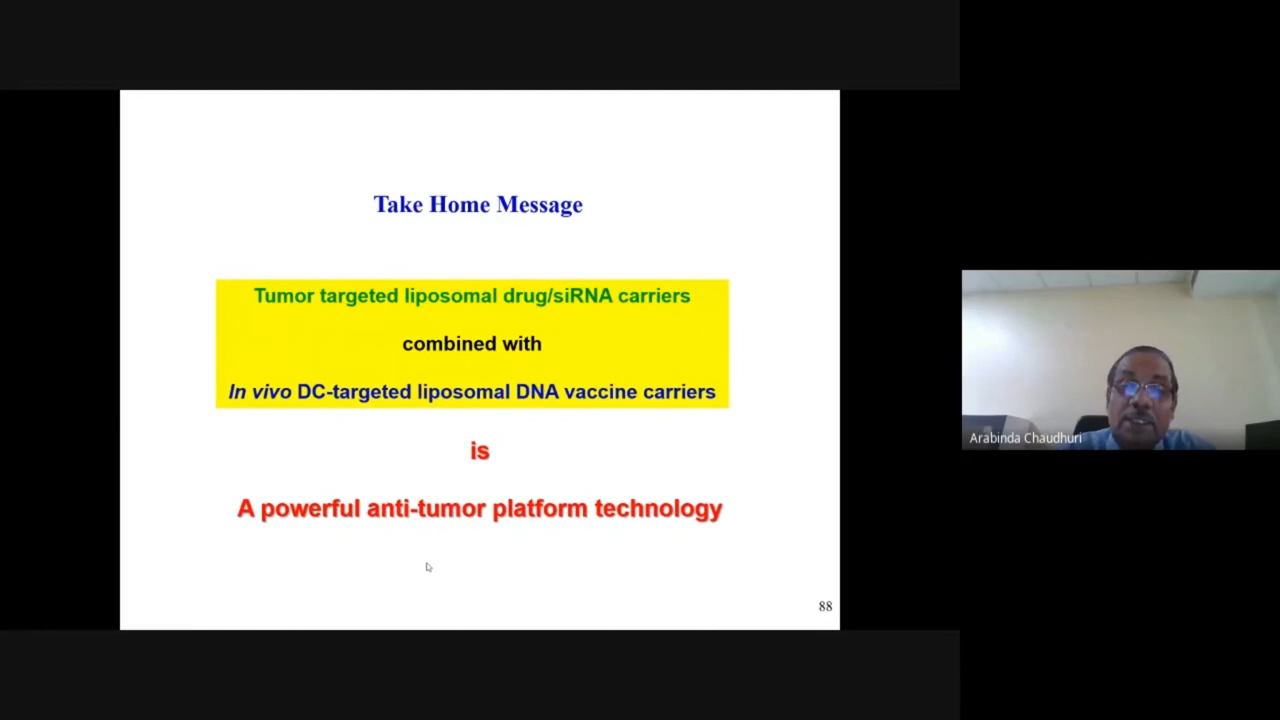 Take Home Message
Tumor targeted liposomal drug/siRNA carriers
combined with
In vivo DC-targeted liposomal DNA vaccine carriers
is
A powerful anti-tumor platform technology
88
Arabinda Chaudhuri